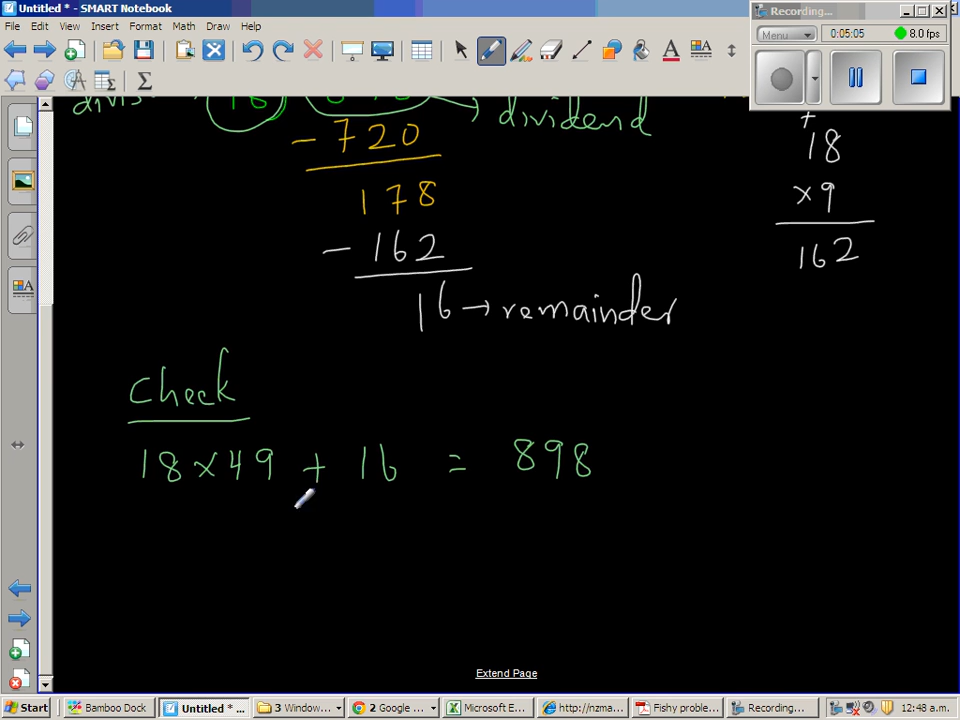 Untitled * - SMART Notebook
File Edit View Insert Format Math Draw Help
Recording...
Menu 0:05:05 8.0 fps
18 dividend
- 720
178
- 162
16 → remainder
+
18
×9
162
Check
18×49 + 16 = 898
Extend Page
Start Bamboo Dock Untitled * ... 3 Window... 2 Google ... Microsoft E... http://nzma... Fishy proble... Recording... 12:48 a.m.